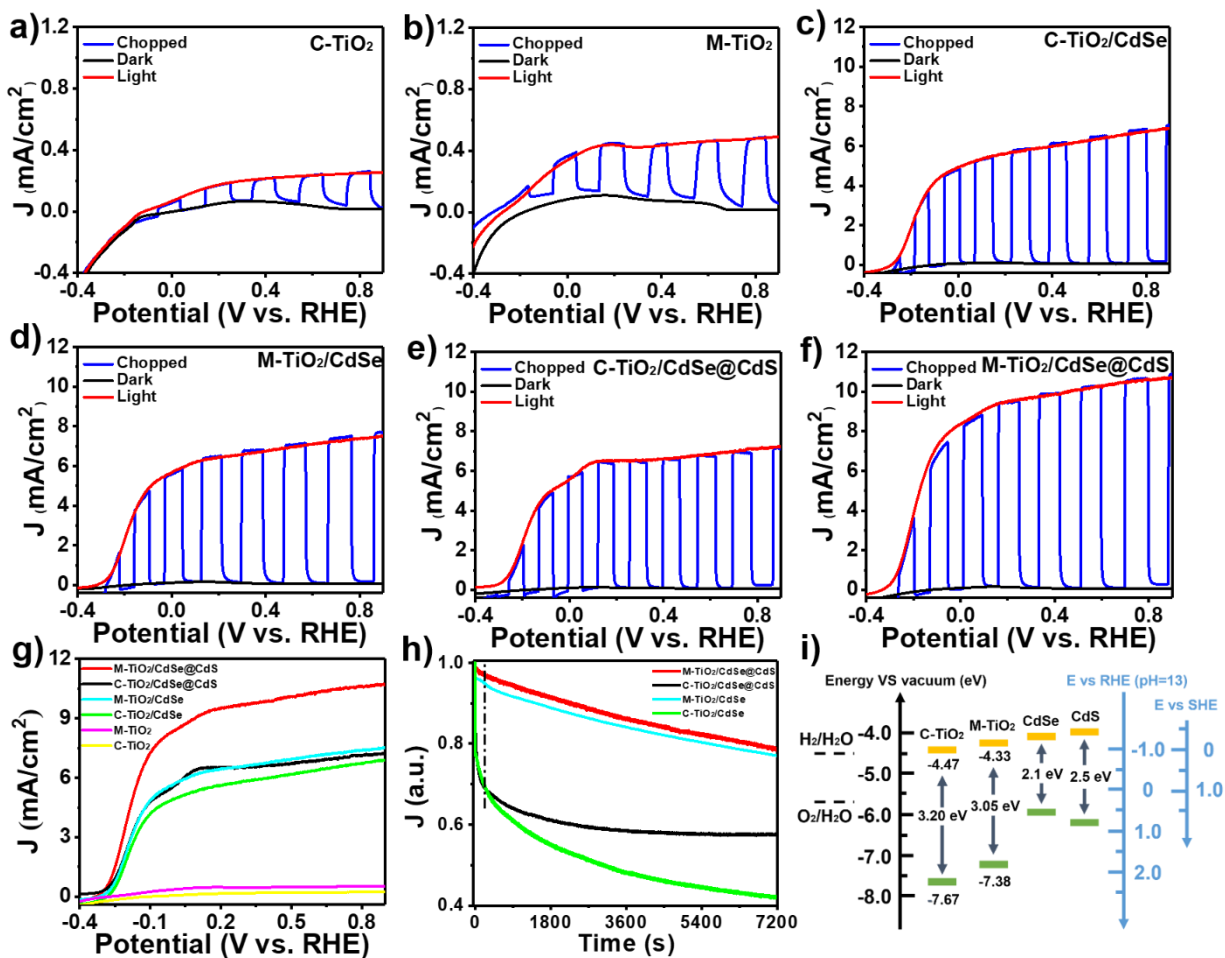 a)
C-TiO₂
Chopped
Dark
Light
1.2
0.8
0.4
0.0
-0.4
J (mA/cm²)
-0.4 0.0 0.4 0.8
Potential (V vs. RHE)
b)
M-TiO₂
Chopped
Dark
Light
1.2
0.8
0.4
0.0
-0.4
J (mA/cm²)
-0.4 0.0 0.4 0.8
Potential (V vs. RHE)
c)
C-TiO₂/CdSe
Chopped
Dark
Light
12
10
8
6
4
2
0
J (mA/cm²)
-0.4 0.0 0.4 0.8
Potential (V vs. RHE)
d)
M-TiO₂/CdSe
Chopped
Dark
Light
12
10
8
6
4
2
0
J (mA/cm²)
-0.4 0.0 0.4 0.8
Potential (V vs. RHE)
e)
C-TiO₂/CdSe@CdS
Chopped
Dark
Light
12
10
8
6
4
2
0
J (mA/cm²)
-0.4 0.0 0.4 0.8
Potential (V vs. RHE)
f)
M-TiO₂/CdSe@CdS
Chopped
Dark
Light
12
10
8
6
4
2
0
J (mA/cm²)
-0.4 0.0 0.4 0.8
Potential (V vs. RHE)
g)
M-TiO₂/CdSe@CdS
C-TiO₂/CdSe@CdS
M-TiO₂/CdSe
C-TiO₂/CdSe
M-TiO₂
C-TiO₂
12
9
6
3
0
J (mA/cm²)
-0.4 -0.1 0.2 0.5 0.8
Potential (V vs. RHE)
h)
M-TiO₂/CdSe@CdS
C-TiO₂/CdSe@CdS
M-TiO₂/CdSe
C-TiO₂/CdSe
1.0
0.8
0.6
0.4
J (a.u.)
0 1800 3600 5400 7200
Time (s)
i)
Energy VS vacuum (eV)
E vs RHE (pH=13)
E vs SHE
-4.0
-5.0
-6.0
-7.0
-8.0
H₂/H₂O
O₂/H₂O
C-TiO₂
-4.47
3.20 eV
-7.67
M-TiO₂
-4.33
3.05 eV
-7.38
CdSe
2.1 eV
CdS
2.5 eV
-1.0
0
1.0
2.0
0
1.0